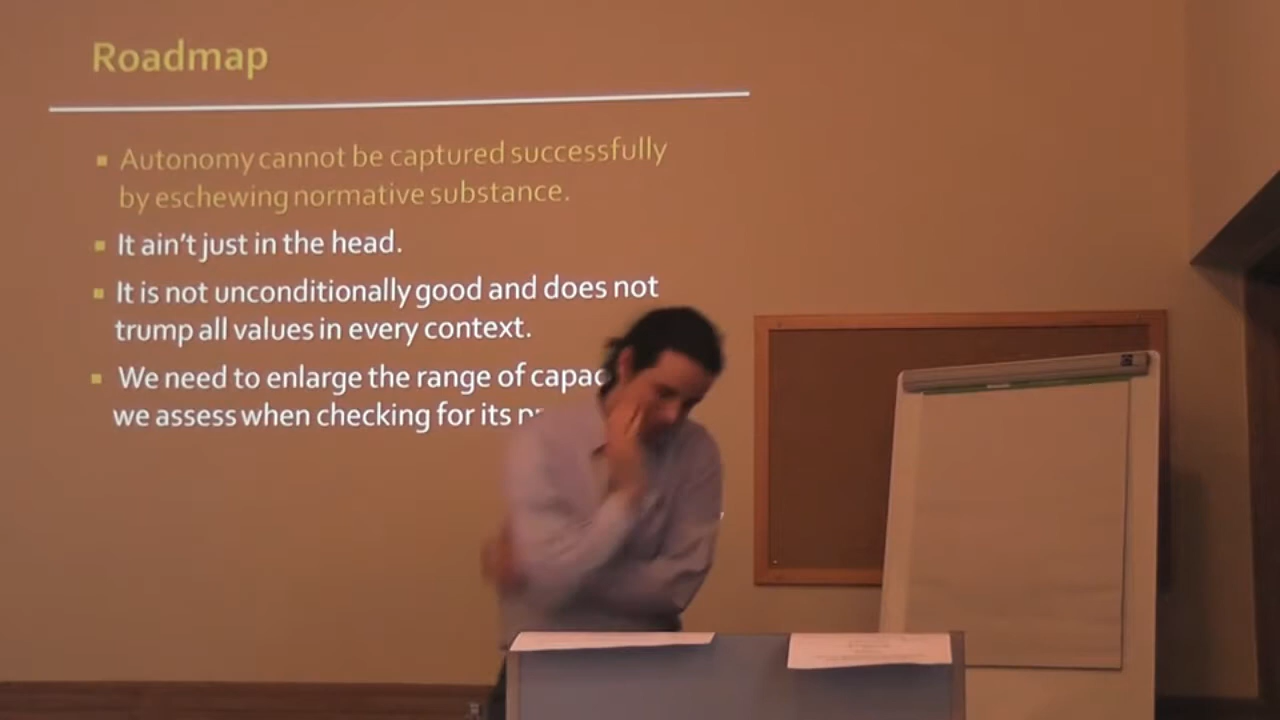 Roadmap
Autonomy cannot be captured successfully
by eschewing normative substance.
It ain't just in the head.
It is not unconditionally good and does not
trump all values in every context.
We need to enlarge the range of
we assess when checking for its